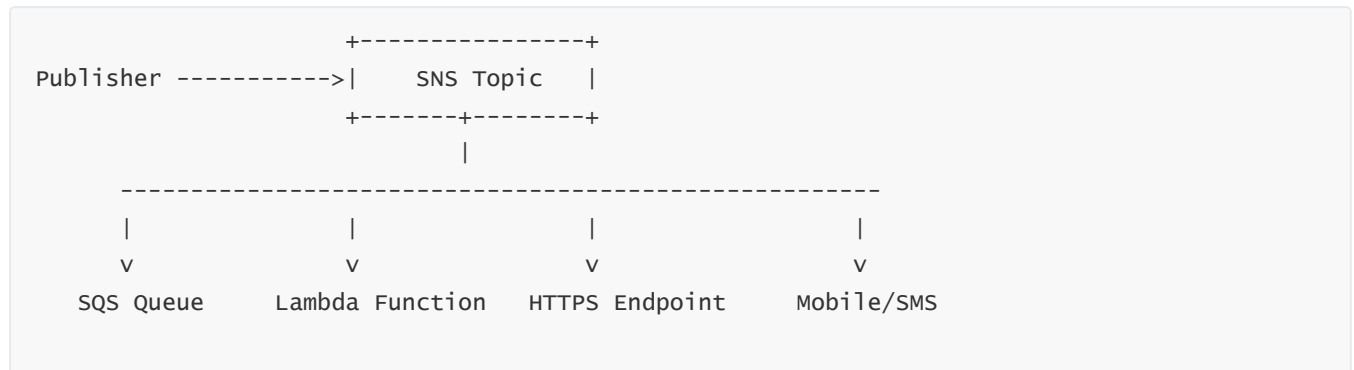 +----------------+
Publisher ----------->|    SNS Topic   |
+-------+--------+
|
------------------------------------------------------
|                |                |                   |
v                v                v                   v
SQS Queue     Lambda Function   HTTPS Endpoint     Mobile/SMS